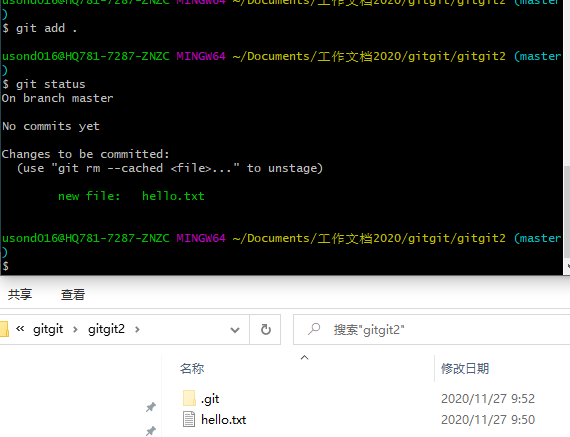 usond016@HQ781-7287-ZNZC MINGW64 ~/Documents/工作文档2020/gitgit/gitgit2 (master
)
$ git add .
usond016@HQ781-7287-ZNZC MINGW64 ~/Documents/工作文档2020/gitgit/gitgit2 (master
)
$ git status
On branch master
No commits yet
Changes to be committed:
(use "git rm --cached <file>..." to unstage)
new file: hello.txt
usond016@HQ781-7287-ZNZC MINGW64 ~/Documents/工作文档2020/gitgit/gitgit2 (master
)
$
共享 查看
« gitgit › gitgit2 › 搜索"gitgit2"
名称 修改日期
.git 2020/11/27 9:52
hello.txt 2020/11/27 9:50